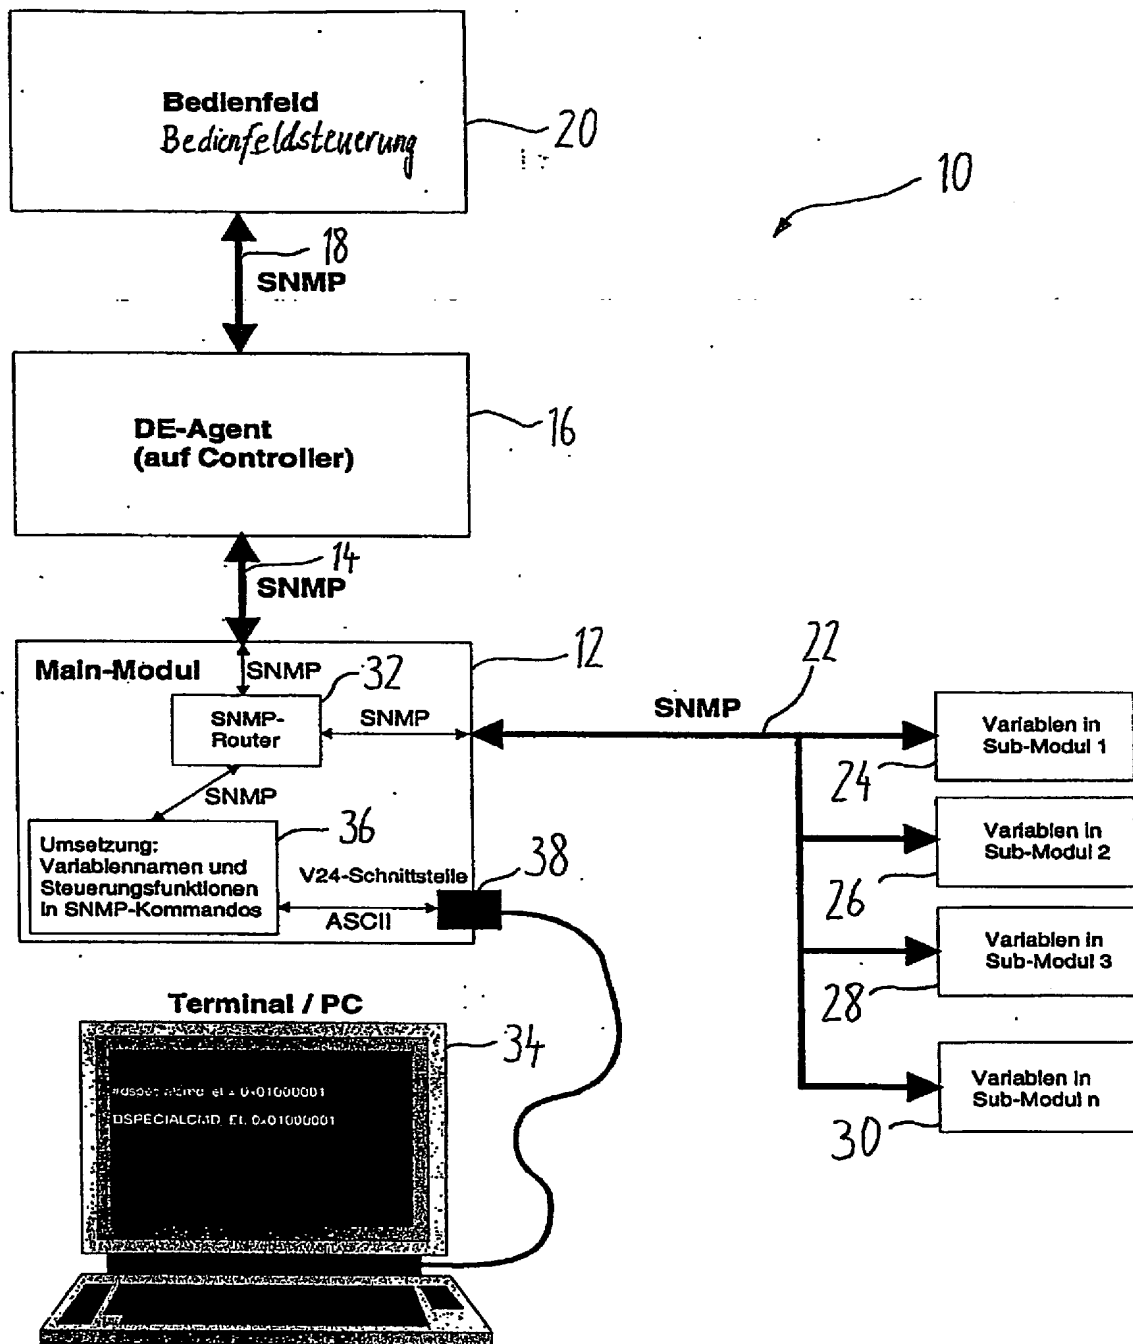 Bedienfeld
Bedienfeldsteuerung
20
10
18
SNMP
DE-Agent
(auf Controller)
16
14
SNMP
Main-Modul
SNMP
12
32
SNMP-
Router
SNMP
SNMP
22
SNMP
Variablen in
Sub-Modul 1
24
Variablen in
Sub-Modul 2
26
Variablen in
Sub-Modul 3
28
Variablen in
Sub-Modul n
30
36
Umsetzung:
Variablennamen und
Steuerungsfunktionen
in SNMP-Kommandos
V24-Schnittstelle
38
ASCII
Terminal / PC
34
0x01000001
DSPECIALCMD_EL 0x01000001